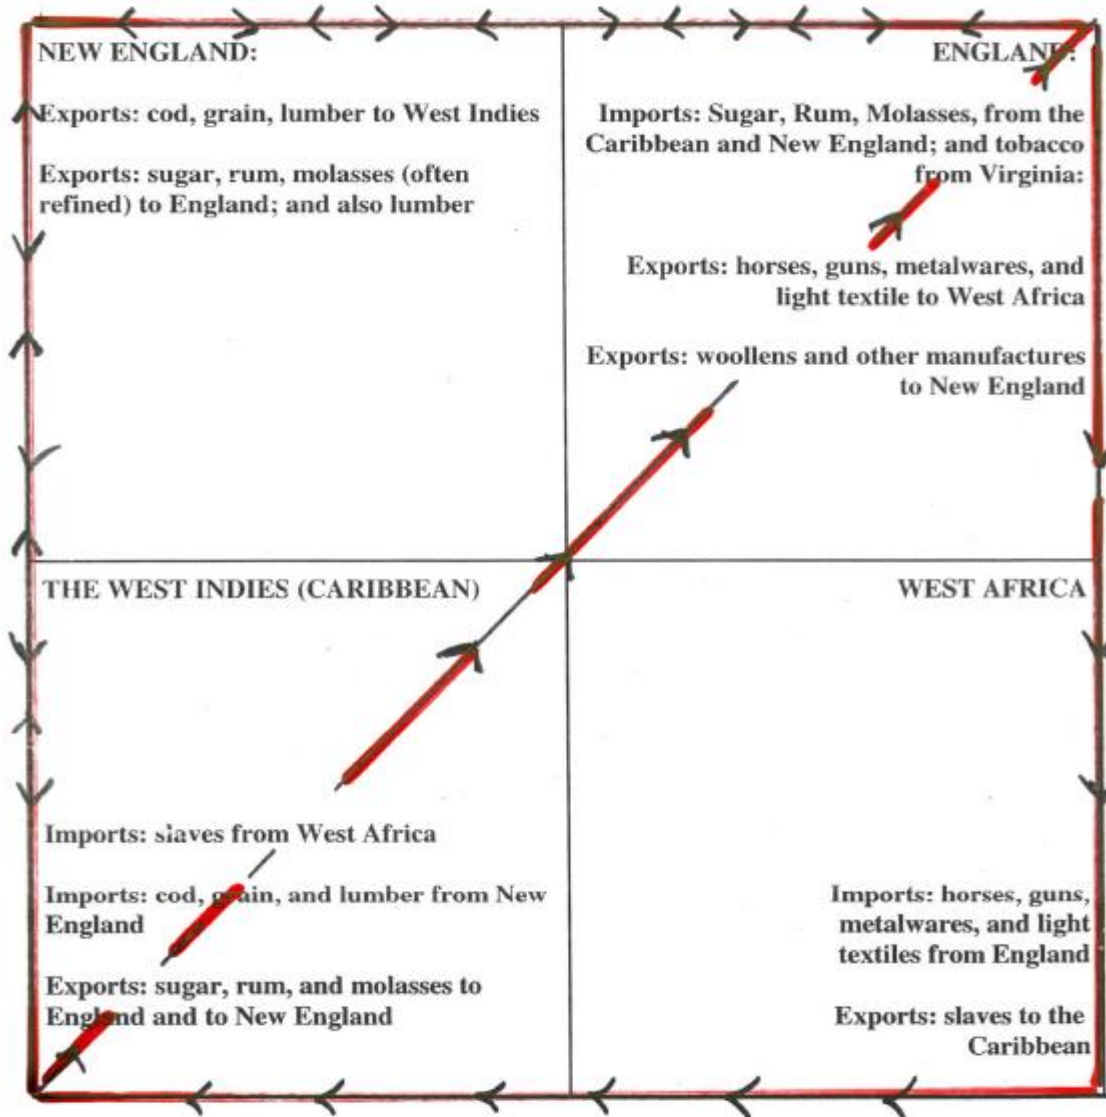 NEW ENGLAND:
Exports: cod, grain, lumber to West Indies
Exports: sugar, rum, molasses (often
refined) to England; and also lumber
ENGLAND:
Imports: Sugar, Rum, Molasses, from the
Caribbean and New England; and tobacco
from Virginia:
Exports: horses, guns, metalwares, and
light textile to West Africa
Exports: woollens and other manufactures
to New England
THE WEST INDIES (CARIBBEAN)
Imports: slaves from West Africa
Imports: cod, grain, and lumber from New
England
Exports: sugar, rum, and molasses to
England and to New England
WEST AFRICA
Imports: horses, guns,
metalwares, and light
textiles from England
Exports: slaves to the
Caribbean